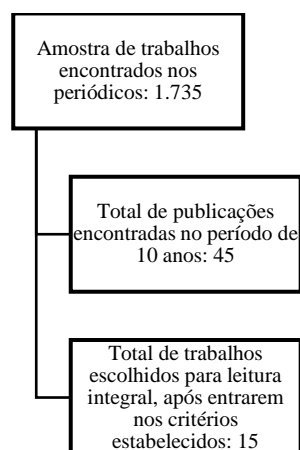 Amostra de trabalhos
encontrados nos
periódicos: 1.735
Total de publicações
encontradas no período de
10 anos: 45
Total de trabalhos
escolhidos para leitura
integral, após entrarem
nos critérios
estabelecidos: 15